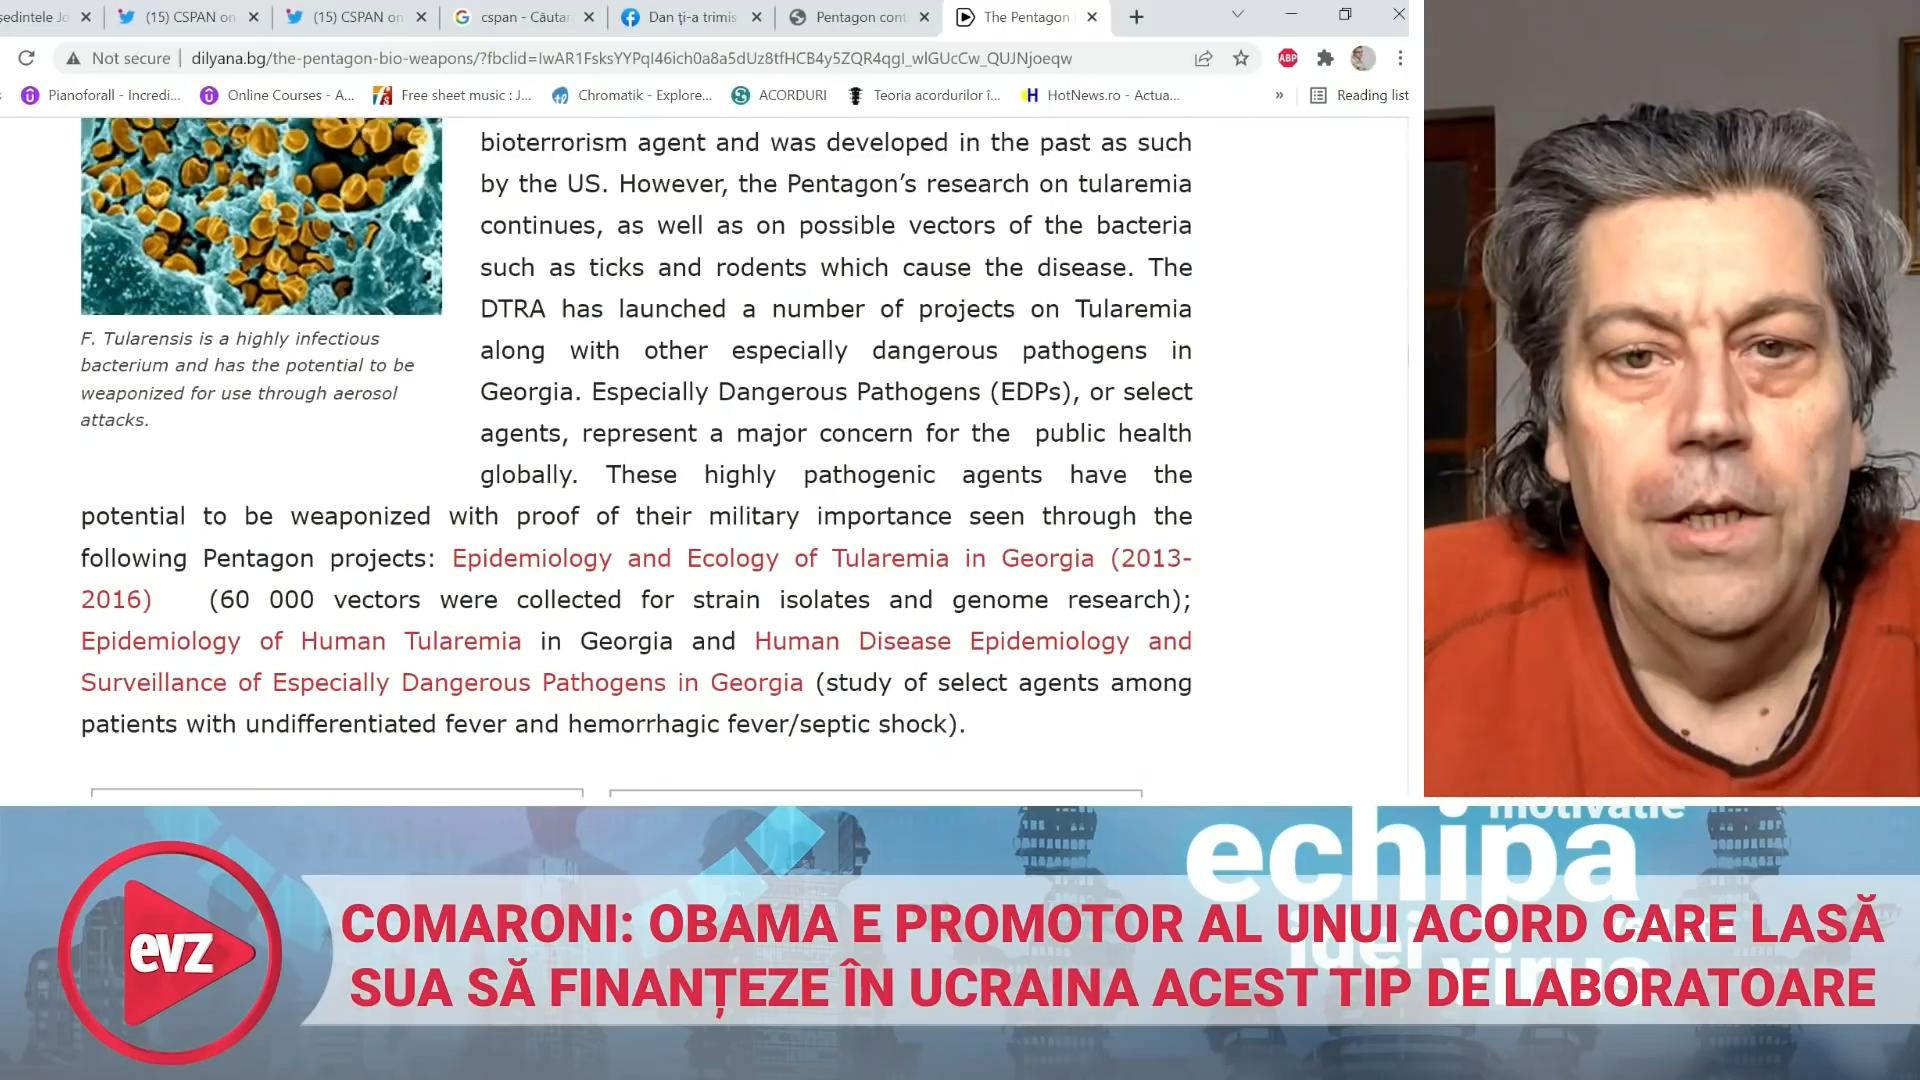 şedintele Jo
(15) CSPAN on
(15) CSPAN on
cspan - Căutar
Dan ţi-a trimis
Pentagon cont
The Pentagon
Not secure
dilyana.bg/the-pentagon-bio-weapons/?fbclid=IwAR1FsksYYPqI46ich0a8a5dUz8tfHCB4y5ZQR4qgI_wlGUcCw_QUJNjoeqw
ABP
Pianoforall - Incredi...
Online Courses - A...
Free sheet music : J...
Chromatik - Explore...
ACORDURI
Teoria acordurilor î...
HotNews.ro - Actua...
»
Reading list
bioterrorism agent and was developed in the past as such
by the US. However, the Pentagon’s research on tularemia
continues, as well as on possible vectors of the bacteria
such as ticks and rodents which cause the disease. The
DTRA has launched a number of projects on Tularemia
along with other especially dangerous pathogens in
Georgia. Especially Dangerous Pathogens (EDPs), or select
agents, represent a major concern for the public health
globally. These highly pathogenic agents have the
potential to be weaponized with proof of their military importance seen through the
following Pentagon projects: Epidemiology and Ecology of Tularemia in Georgia (2013-
2016) (60 000 vectors were collected for strain isolates and genome research);
Epidemiology of Human Tularemia in Georgia and Human Disease Epidemiology and
Surveillance of Especially Dangerous Pathogens in Georgia (study of select agents among
patients with undifferentiated fever and hemorrhagic fever/septic shock).
F. Tularensis is a highly infectious
bacterium and has the potential to be
weaponized for use through aerosol
attacks.
motivatie
echipa
idei
virus
evz
COMARONI: OBAMA E PROMOTOR AL UNUI ACORD CARE LASĂ
SUA SĂ FINANȚEZE ÎN UCRAINA ACEST TIP DE LABORATOARE